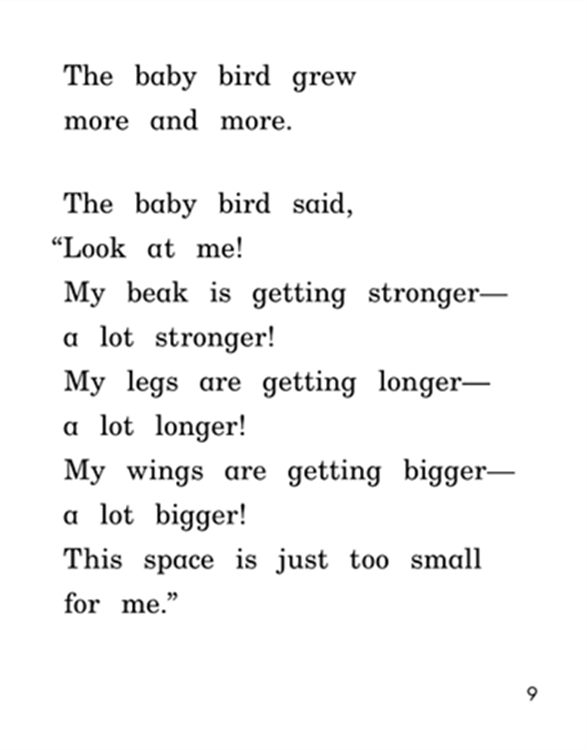 The baby bird grew
more and more.
The baby bird said,
“Look at me!
My beak is getting stronger—
a lot stronger!
My legs are getting longer—
a lot longer!
My wings are getting bigger—
a lot bigger!
This space is just too small
for me.”
9